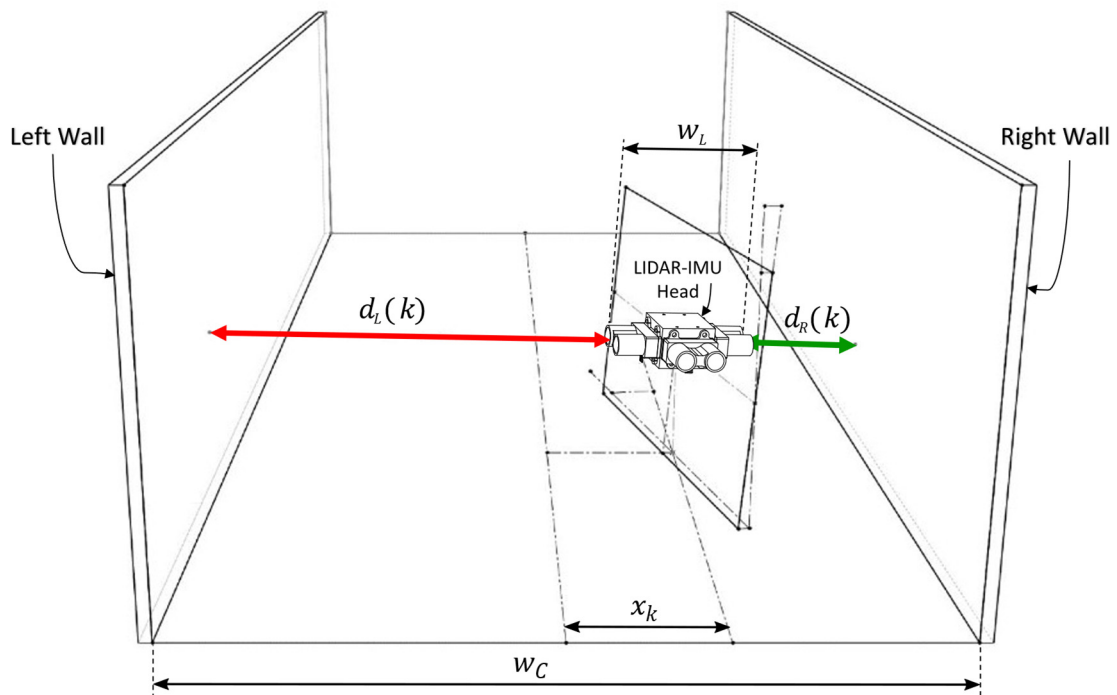 w_L
Left Wall
Right Wall
LIDAR-IMU
Head
d_L(k)
d_R(k)
x_k
w_C